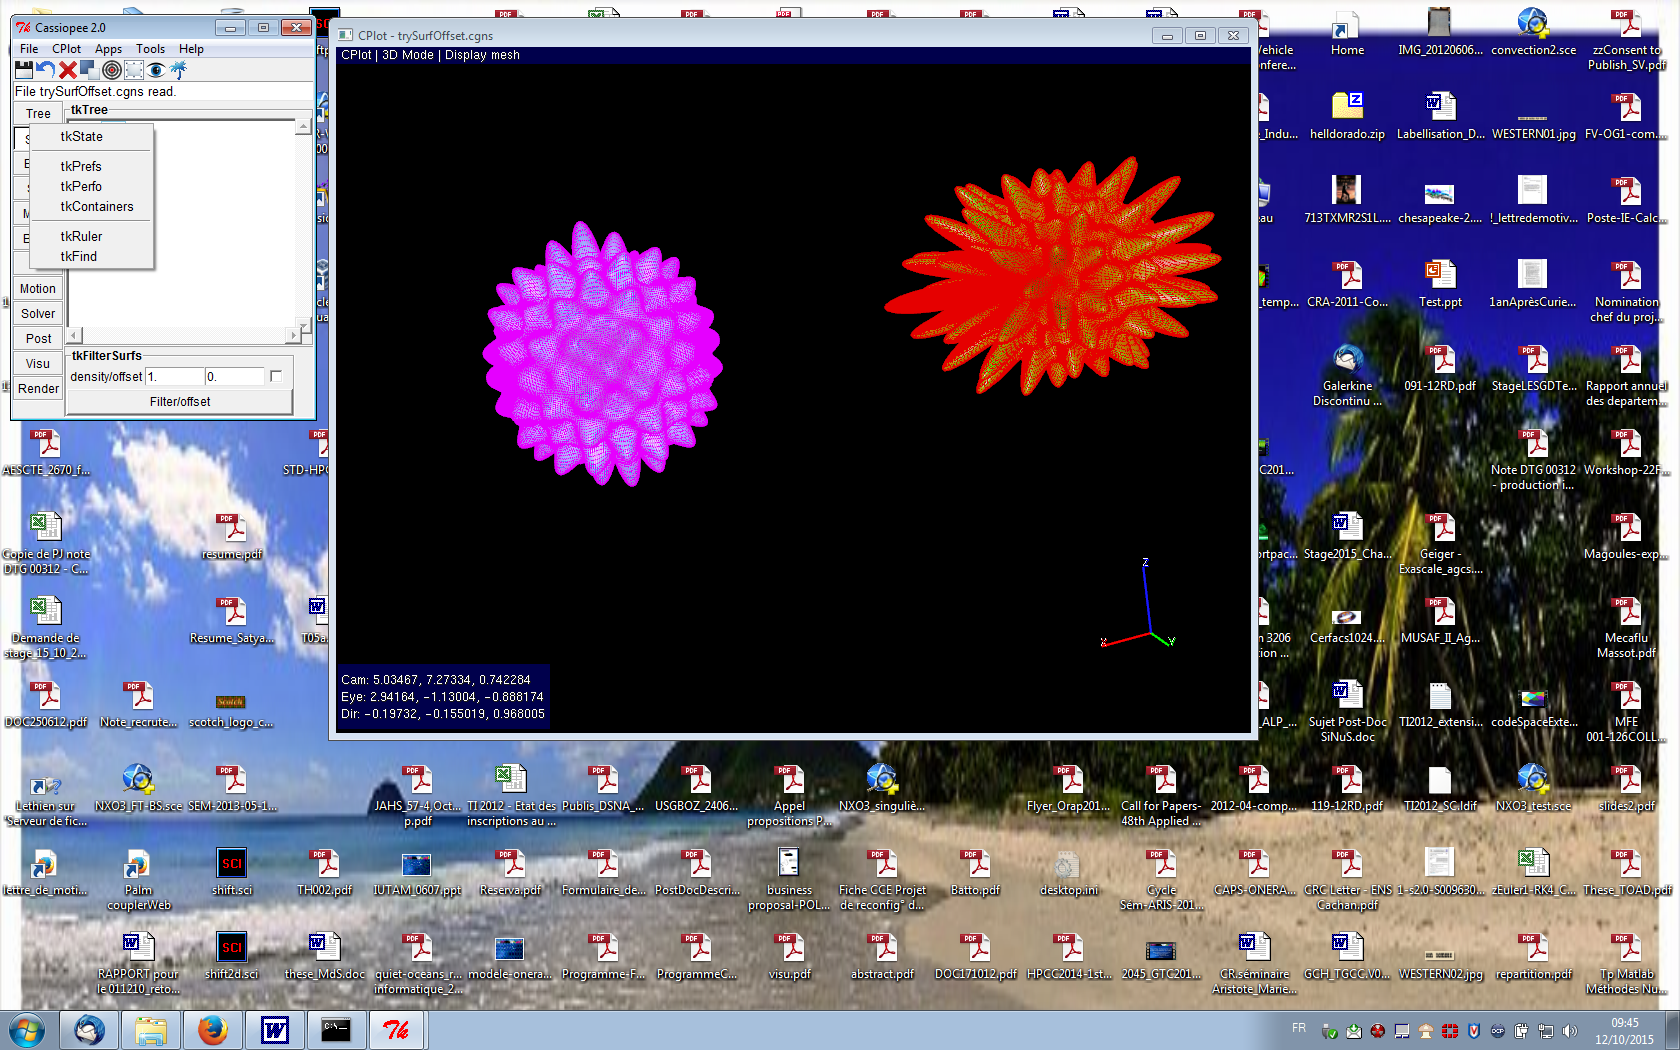 Cassiopee 2.0
File CPlot Apps Tools Help
File trySurfOffset.cgns read.
Tree
tkTree
tkState
tkPrefs
tkPerfo
tkContainers
tkRuler
tkFind
Motion
Solver
Post
Visu
Render
tkFilterSurfs
density/offset 1. 0.
Filter/offset
CPlot - trySurfOffset.cgns
CPlot | 3D Mode | Display mesh
Z
X
Y
Cam: 5.03467, 7.27334, 0.742284
Eye: 2.94164, -1.13004, -0.888174
Dir: -0.19732, -0.155019, 0.968005
Home
IMG_20120606...
convection2.sce
zzConsent to
Publish_SV.pdf
helldorado.zip
Labellisation_D...
WESTERN01.jpg
FV-OG1-com....
713TXMR2S1L....
chesapeake-2....
!_lettredemotiv...
Poste-IE-Calc...
CRA-2011-Co...
Test.ppt
1anAprèsCurie...
Nomination
chef du proj...
Galerkine
Discontinu ...
091-12RD.pdf
StageLESGDTe...
Rapport annuel
des departem...
AESCTE_2670_f...
STD-HPC
Note DTG 00312
- production i...
Workshop-22F...
Copie de PJ note
DTG 00312 - C...
resume.pdf
Stage2015_Cha...
Geiger -
Exascale_agcs....
Magoules-exp...
Demande de
stage_15_10_2...
Resume_Satya...
T05a
Cerfacs1024....
MUSAF_II_Ag...
Mecaflu
Massot.pdf
DOC250612.pdf
Note_recrute...
scotch_logo_c...
Sujet Post-Doc
SiNuS.doc
TI2012_extensi...
codeSpaceExte...
MFE
001-126COLL...
Lethien sur
'Serveur de fic...
NXO3_FT-BS.sce
SEM-2013-05-1...
JAHS_57-4,Oct...
p.pdf
TI2012 - Etat des
inscriptions au ...
Publis_DSNA_...
USGBOZ_2406...
Appel
propositions P...
NXO3_singuliè...
Flyer_Orap201...
Call for Papers-
48th Applied ...
2012-04-comp...
119-12RD.pdf
TI2012_SC.ldif
NXO3_test.sce
slides2.pdf
lettre_de_moti...
Palm
couplerWeb
shift.sci
TH002.pdf
IUTAM_0607.ppt
Reserva.pdf
Formulaire_de...
PostDocDescri...
business
proposal-POL...
Fiche CCE Projet
de reconfig° d...
Batto.pdf
desktop.ini
Cycle
Sém-ARIS-201...
CAPS-ONERA...
CRC Letter - ENS
Cachan.pdf
1-s2.0-S009630...
zEuler1-RK4_C...
These_TOAD.pdf
RAPPORT pour
le 011210_reto...
shift2d.sci
these_MdS.doc
quiet-oceans_r...
informatique_2...
modele-onera...
Programme-F...
ProgrammeC...
visu.pdf
abstract.pdf
DOC171012.pdf
HPCC2014-1st...
2045_GTC201...
CR.séminaire
Aristote_Marie...
GCH_TGCC.V0...
WESTERN02.jpg
repartition.pdf
Tp Matlab
Méthodes Nu...
FR
09:45
12/10/2015